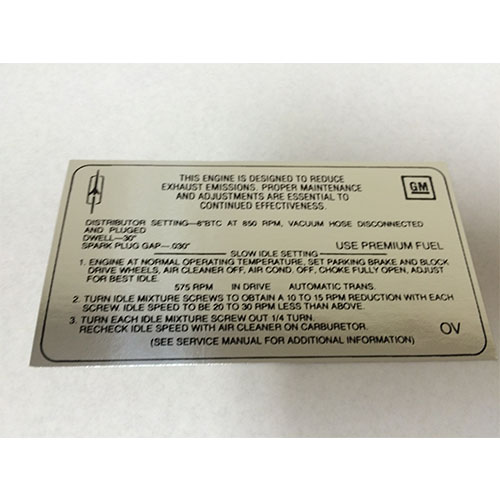 THIS ENGINE IS DESIGNED TO REDUCE
EXHAUST EMISSIONS. PROPER MAINTENANCE
AND ADJUSTMENTS ARE ESSENTIAL TO
CONTINUED EFFECTIVENESS.
GM
DISTRIBUTOR SETTING—8°BTC AT 850 RPM, VACUUM HOSE DISCONNECTED
AND PLUGED
DWELL—30°
SPARK PLUG GAP—.030" USE PREMIUM FUEL
SLOW IDLE SETTING
1. ENGINE AT NORMAL OPERATING TEMPERATURE, SET PARKING BRAKE AND BLOCK
DRIVE WHEELS, AIR CLEANER OFF, AIR COND. OFF, CHOKE FULLY OPEN, ADJUST
FOR BEST IDLE.
575 RPM IN DRIVE AUTOMATIC TRANS.
2. TURN IDLE MIXTURE SCREWS TO OBTAIN A 10 TO 15 RPM REDUCTION WITH EACH
SCREW. IDLE SPEED TO BE 20 TO 30 RPM LESS THAN ABOVE.
3. TURN EACH IDLE MIXTURE SCREW OUT 1/4 TURN.
RECHECK IDLE SPEED WITH AIR CLEANER ON CARBURETOR.
OV
(SEE SERVICE MANUAL FOR ADDITIONAL INFORMATION)